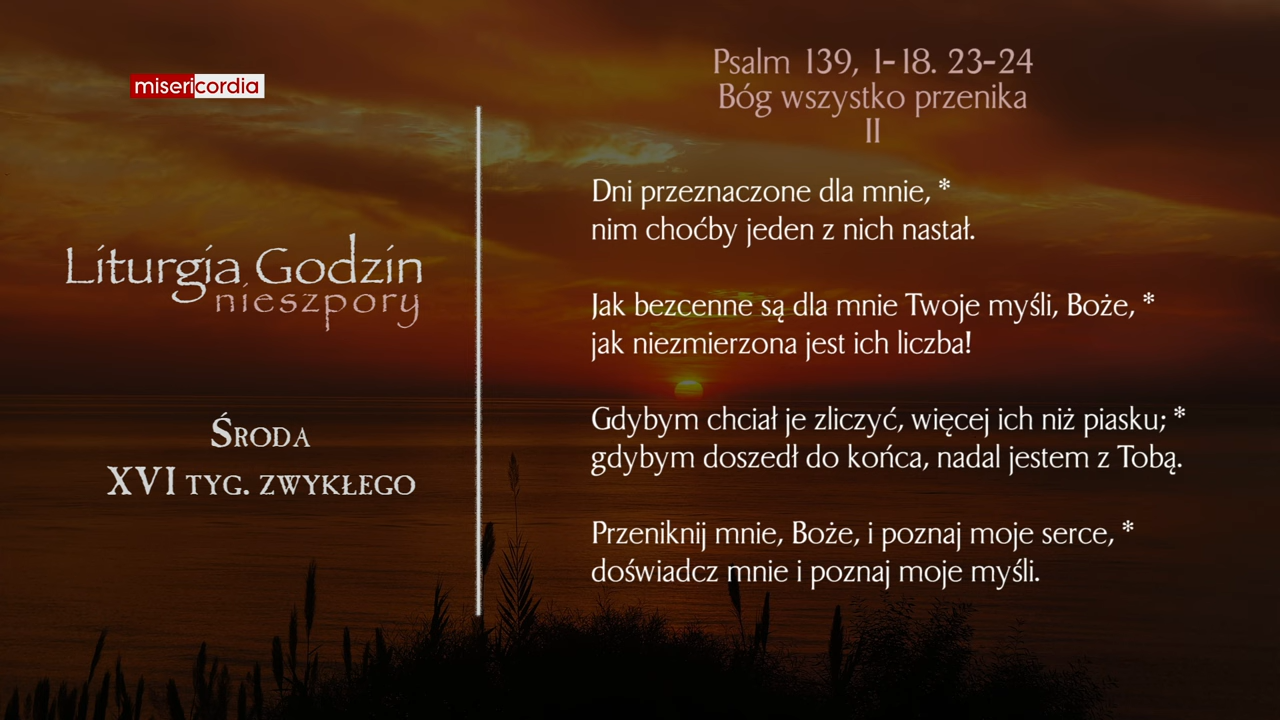 misericordia
Liturgia Godzin
nieszpory
Środa
XVI tyg. zwykłego
Psalm 139, 1-18. 23-24
Bóg wszystko przenika
II
Dni przeznaczone dla mnie, *
nim choćby jeden z nich nastał.
Jak bezcenne są dla mnie Twoje myśli, Boże, *
jak niezmierzona jest ich liczba!
Gdybym chciał je zliczyć, więcej ich niż piasku; *
gdybym doszedł do końca, nadal jestem z Tobą.
Przeniknij mnie, Boże, i poznaj moje serce, *
doświadcz mnie i poznaj moje myśli.